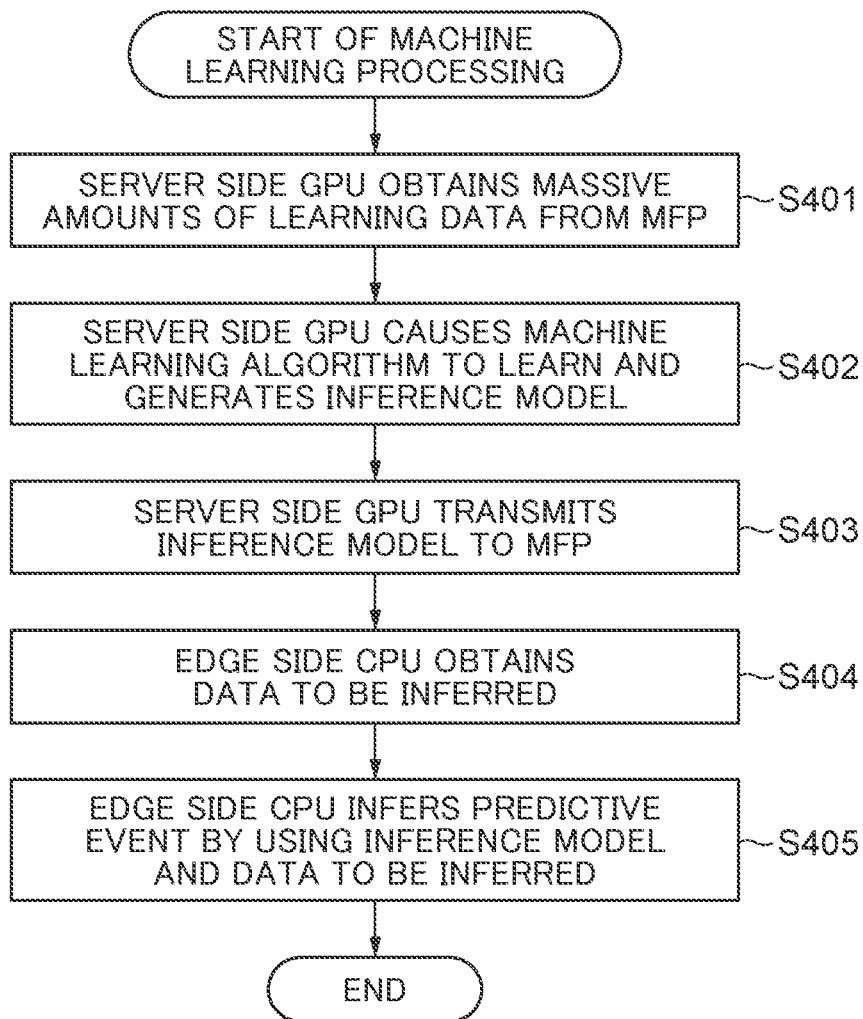 START OF MACHINE
LEARNING PROCESSING
SERVER SIDE GPU OBTAINS MASSIVE
AMOUNTS OF LEARNING DATA FROM MFP
S401
SERVER SIDE GPU CAUSES MACHINE
LEARNING ALGORITHM TO LEARN AND
GENERATES INFERENCE MODEL
S402
SERVER SIDE GPU TRANSMITS
INFERENCE MODEL TO MFP
S403
EDGE SIDE CPU OBTAINS
DATA TO BE INFERRED
S404
EDGE SIDE CPU INFERS PREDICTIVE
EVENT BY USING INFERENCE MODEL
AND DATA TO BE INFERRED
S405
END